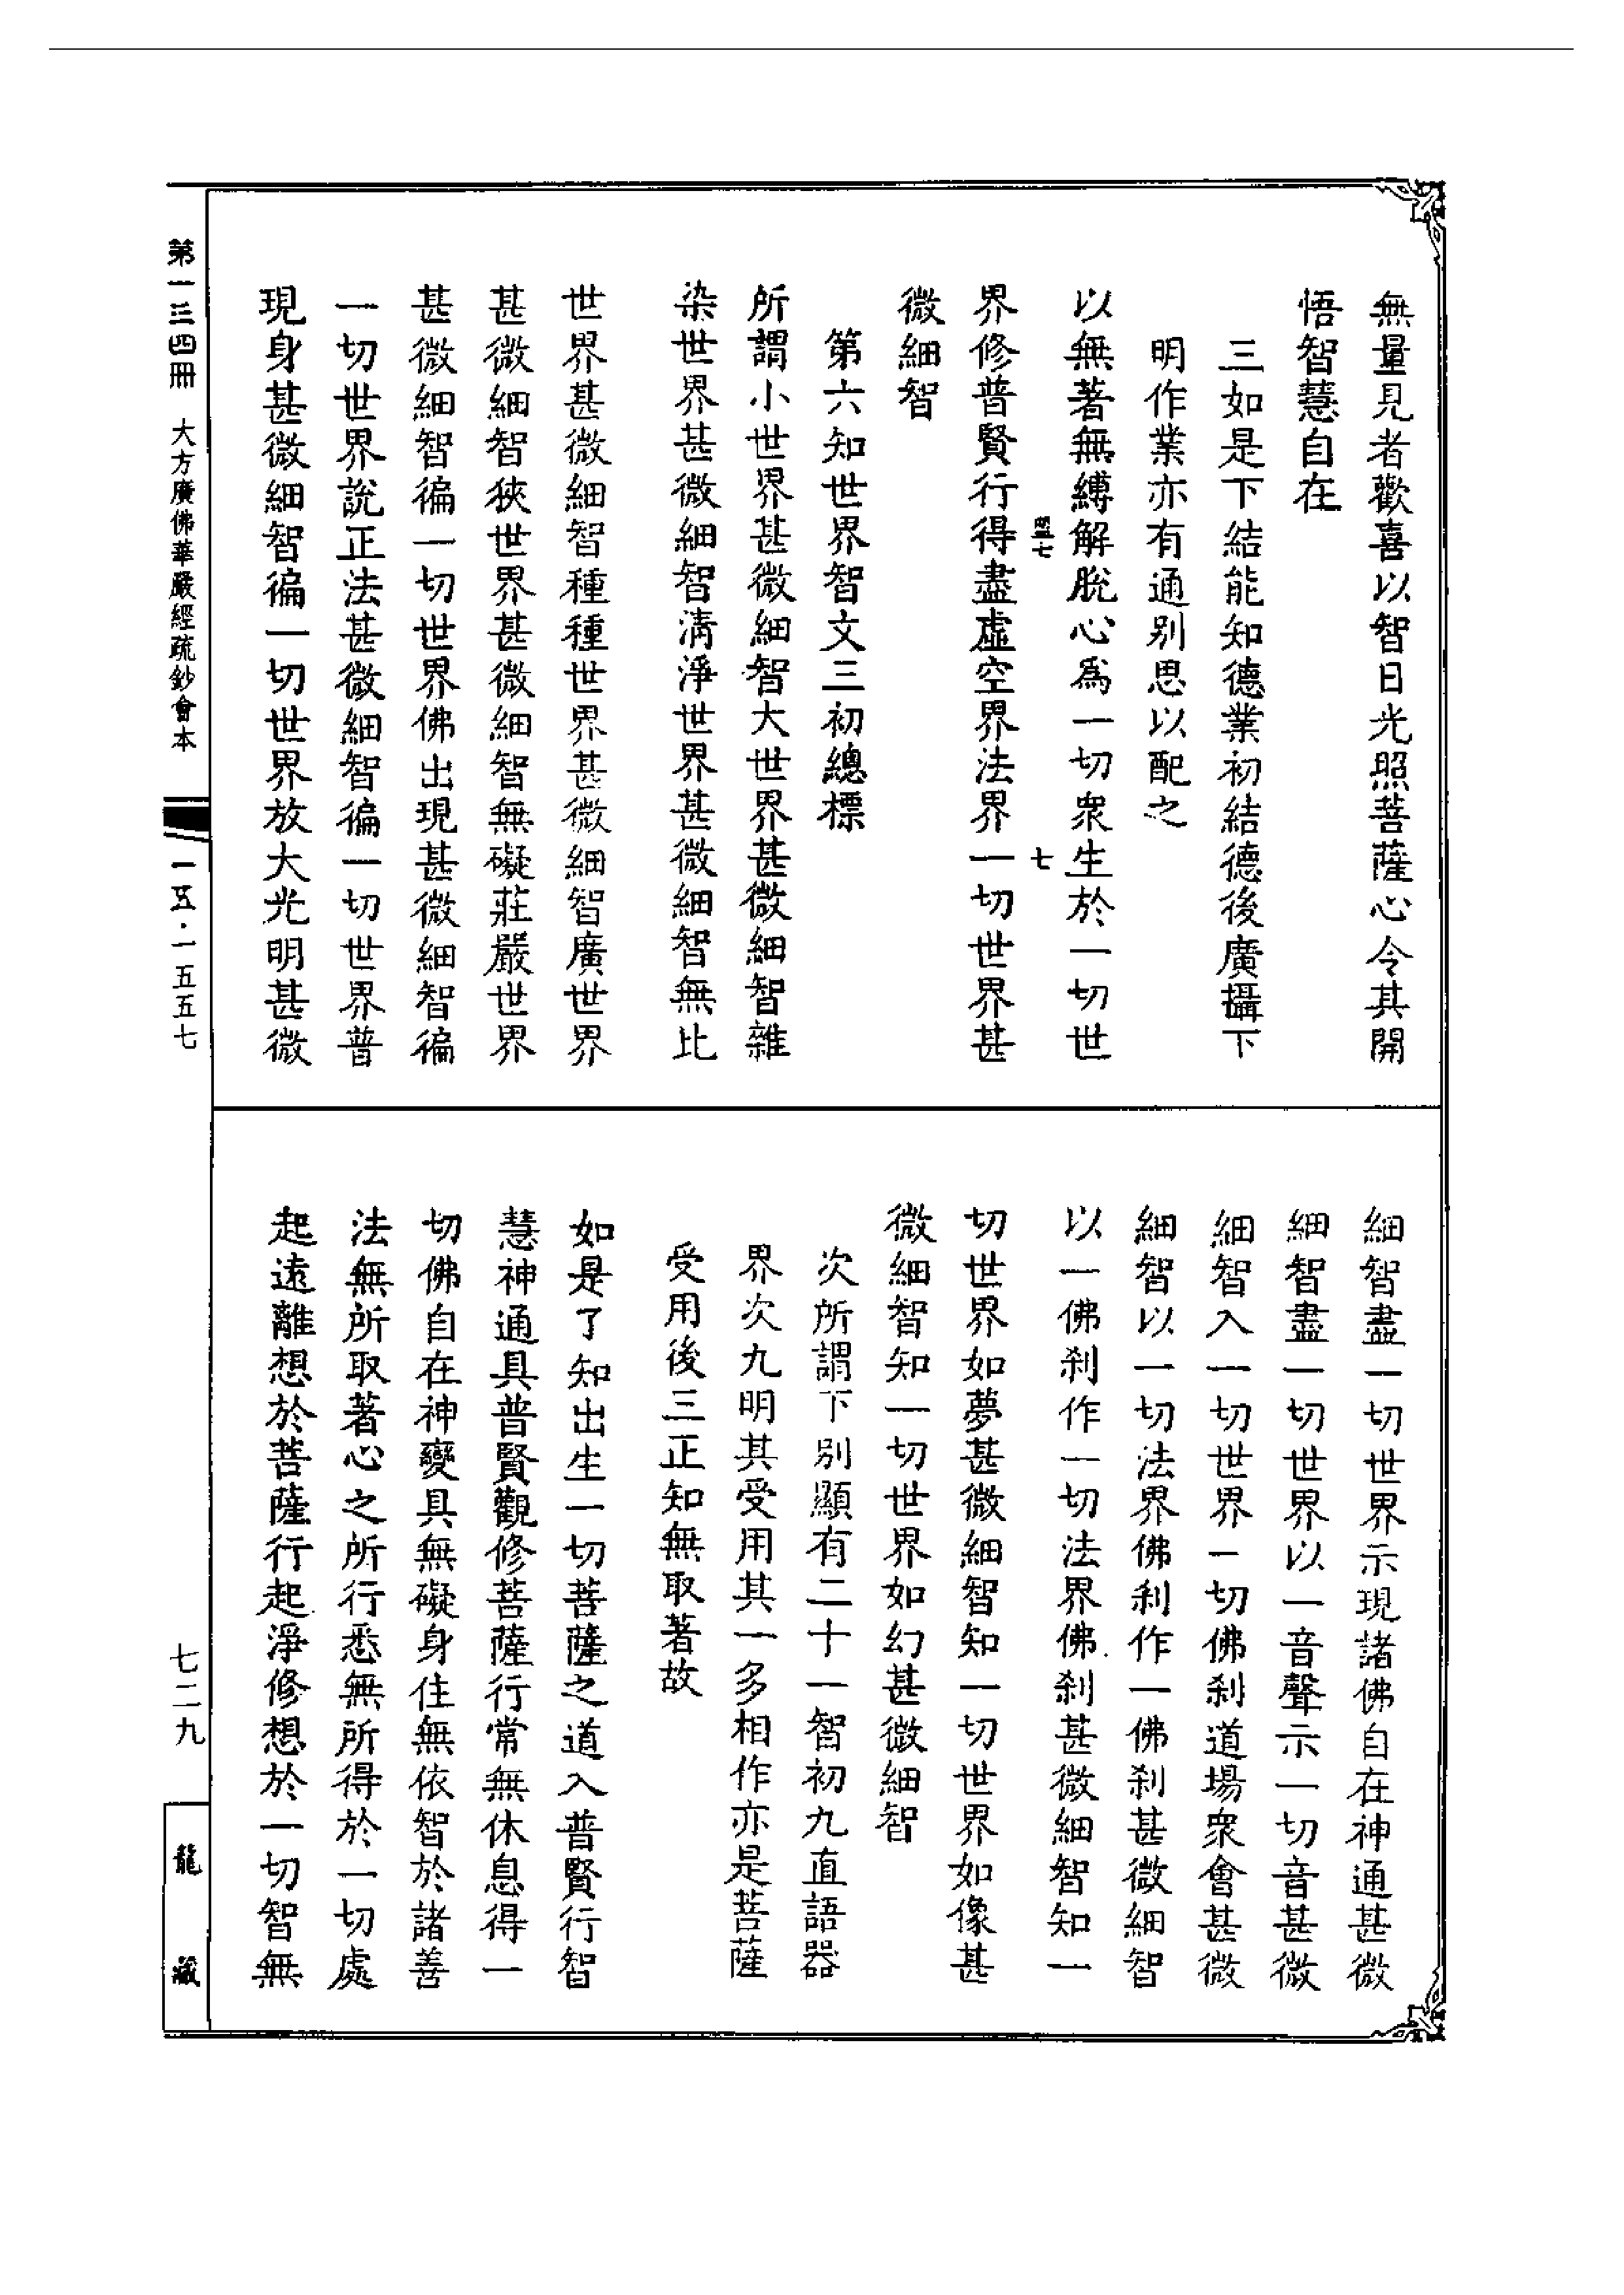 無量見者歡喜以智日光照菩薩心令其開
悟智慧自在
三如是下結能知德業初結德後廣攝下
明作業亦有通別思以配之
以無著無縛解脫心為一切衆生於一切世
七
界修普賢行得盡虛空界法界一切世界甚
微細智
第六知世界智文三初總標
所謂小世界甚微細智大世界甚微細智雜
染世界甚微細智清淨世界甚微細智無比
世界甚微細智種種世界甚微細智廣世界
甚微細智狹世界甚微細智無礙莊嚴世界
甚微細智徧一切世界佛出現甚微細智徧
一切世界說正法甚微細智徧一切世界普
現身甚微細智徧一切世界放大光明甚微
細智盡一切世界示現諸佛自在神通甚微
細智盡一切世界以一音聲示一切音甚微
細智入一切世界一切佛刹道場衆會甚微
細智以一切法界佛刹作一佛刹甚微細智
以一佛刹作一切法界佛刹甚微細智知一
切世界如夢甚微細智知一切世界如像甚
微細智知一切世界如幻甚微細智
次所謂下別顯有二十一智初九直語器
界次九明其受用其一多相作亦是菩薩
受用後三正知無取著故
如是了知出生一切菩薩之道入普賢行智
慧神通具普賢觀修菩薩行常無休息得一
切佛自在神變具無礙身住無依智於諸善
法無所取著心之所行悉無所得於一切處
起遠離想於菩薩行起淨修想於一切智無
第一三四冊 大方廣佛華嚴經疏鈔會本
一五·一五五七
七二九
龍藏